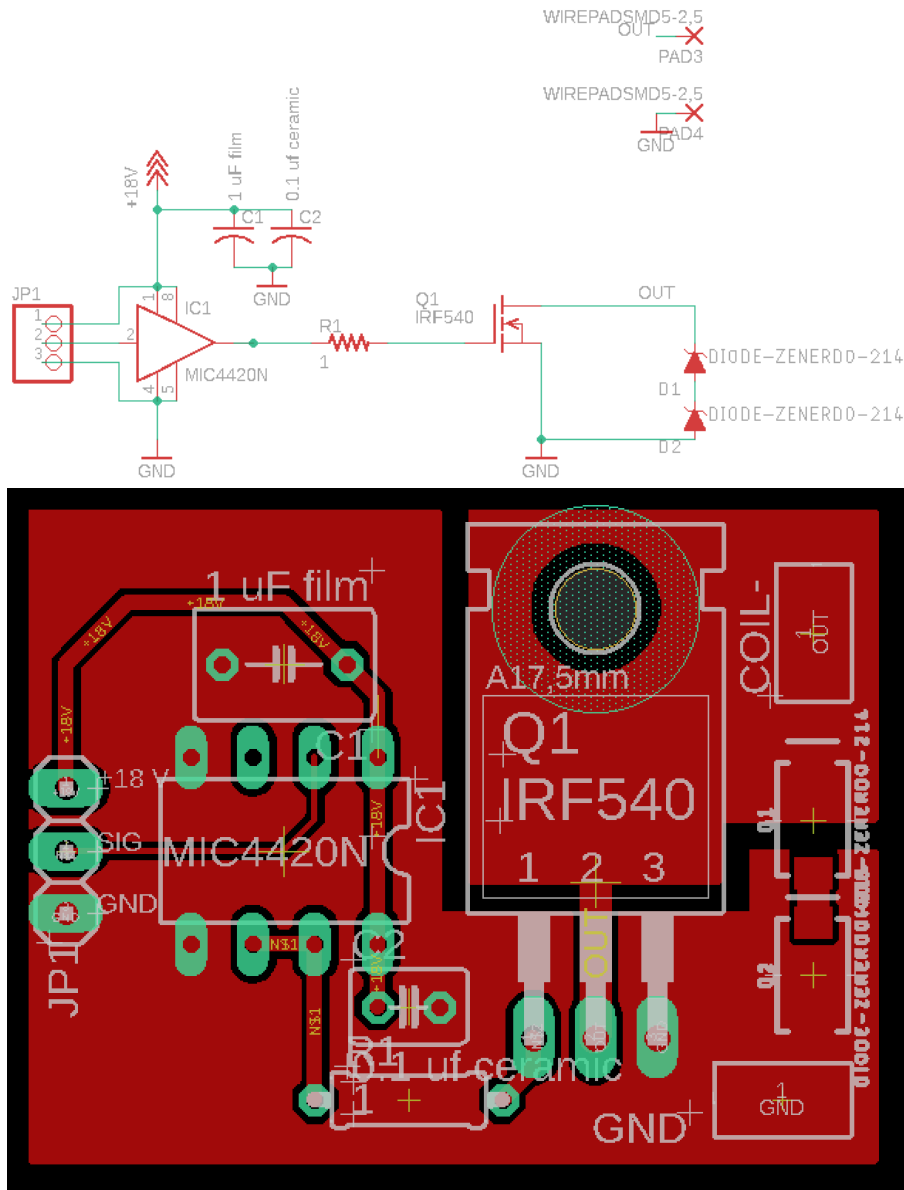 WIREPADSMD5-2,5
OUT
PAD3
WIREPADSMD5-2,5
PAD4
GND
+18V
1 uF film
0.1 uf ceramic
C1
C2
GND
JP1
1
2
3
1
8
IC1
2
MIC4420N
4
5
GND
R1
1
Q1
IRF540
OUT
DIODE-ZENERDO-214
D1
DIODE-ZENERDO-214
D2
GND
GND
1 uF film
+18V
+18V
+18V
+18V
A17,5mm
COIL-
1
OUT
Q1
IRF540
C1
+18 V
SIG
GND
JP1
MIC4420N
IC1
+18V
1
2
3
OUT
C2
+18V
N$1
N$1
0.1 uf ceramic
1
GND
1
GND